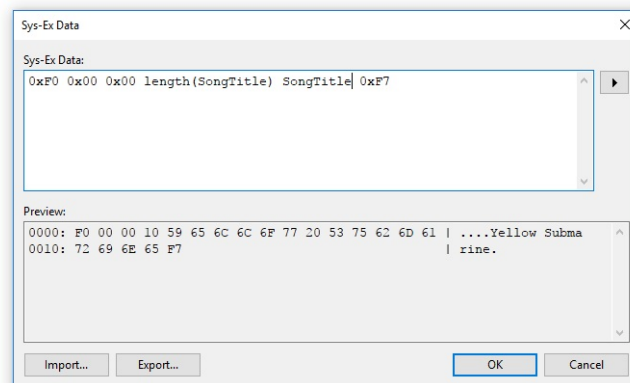 Sys-Ex Data
Sys-Ex Data:
0xF0 0x00 0x00 length(SongTitle) SongTitle 0xF7
Preview:
0000: F0 00 00 10 59 65 6C 6C 6F 77 20 53 75 62 6D 61 | ....Yellow Subma
0010: 72 69 6E 65 F7 | rine.
Import... Export... OK Cancel